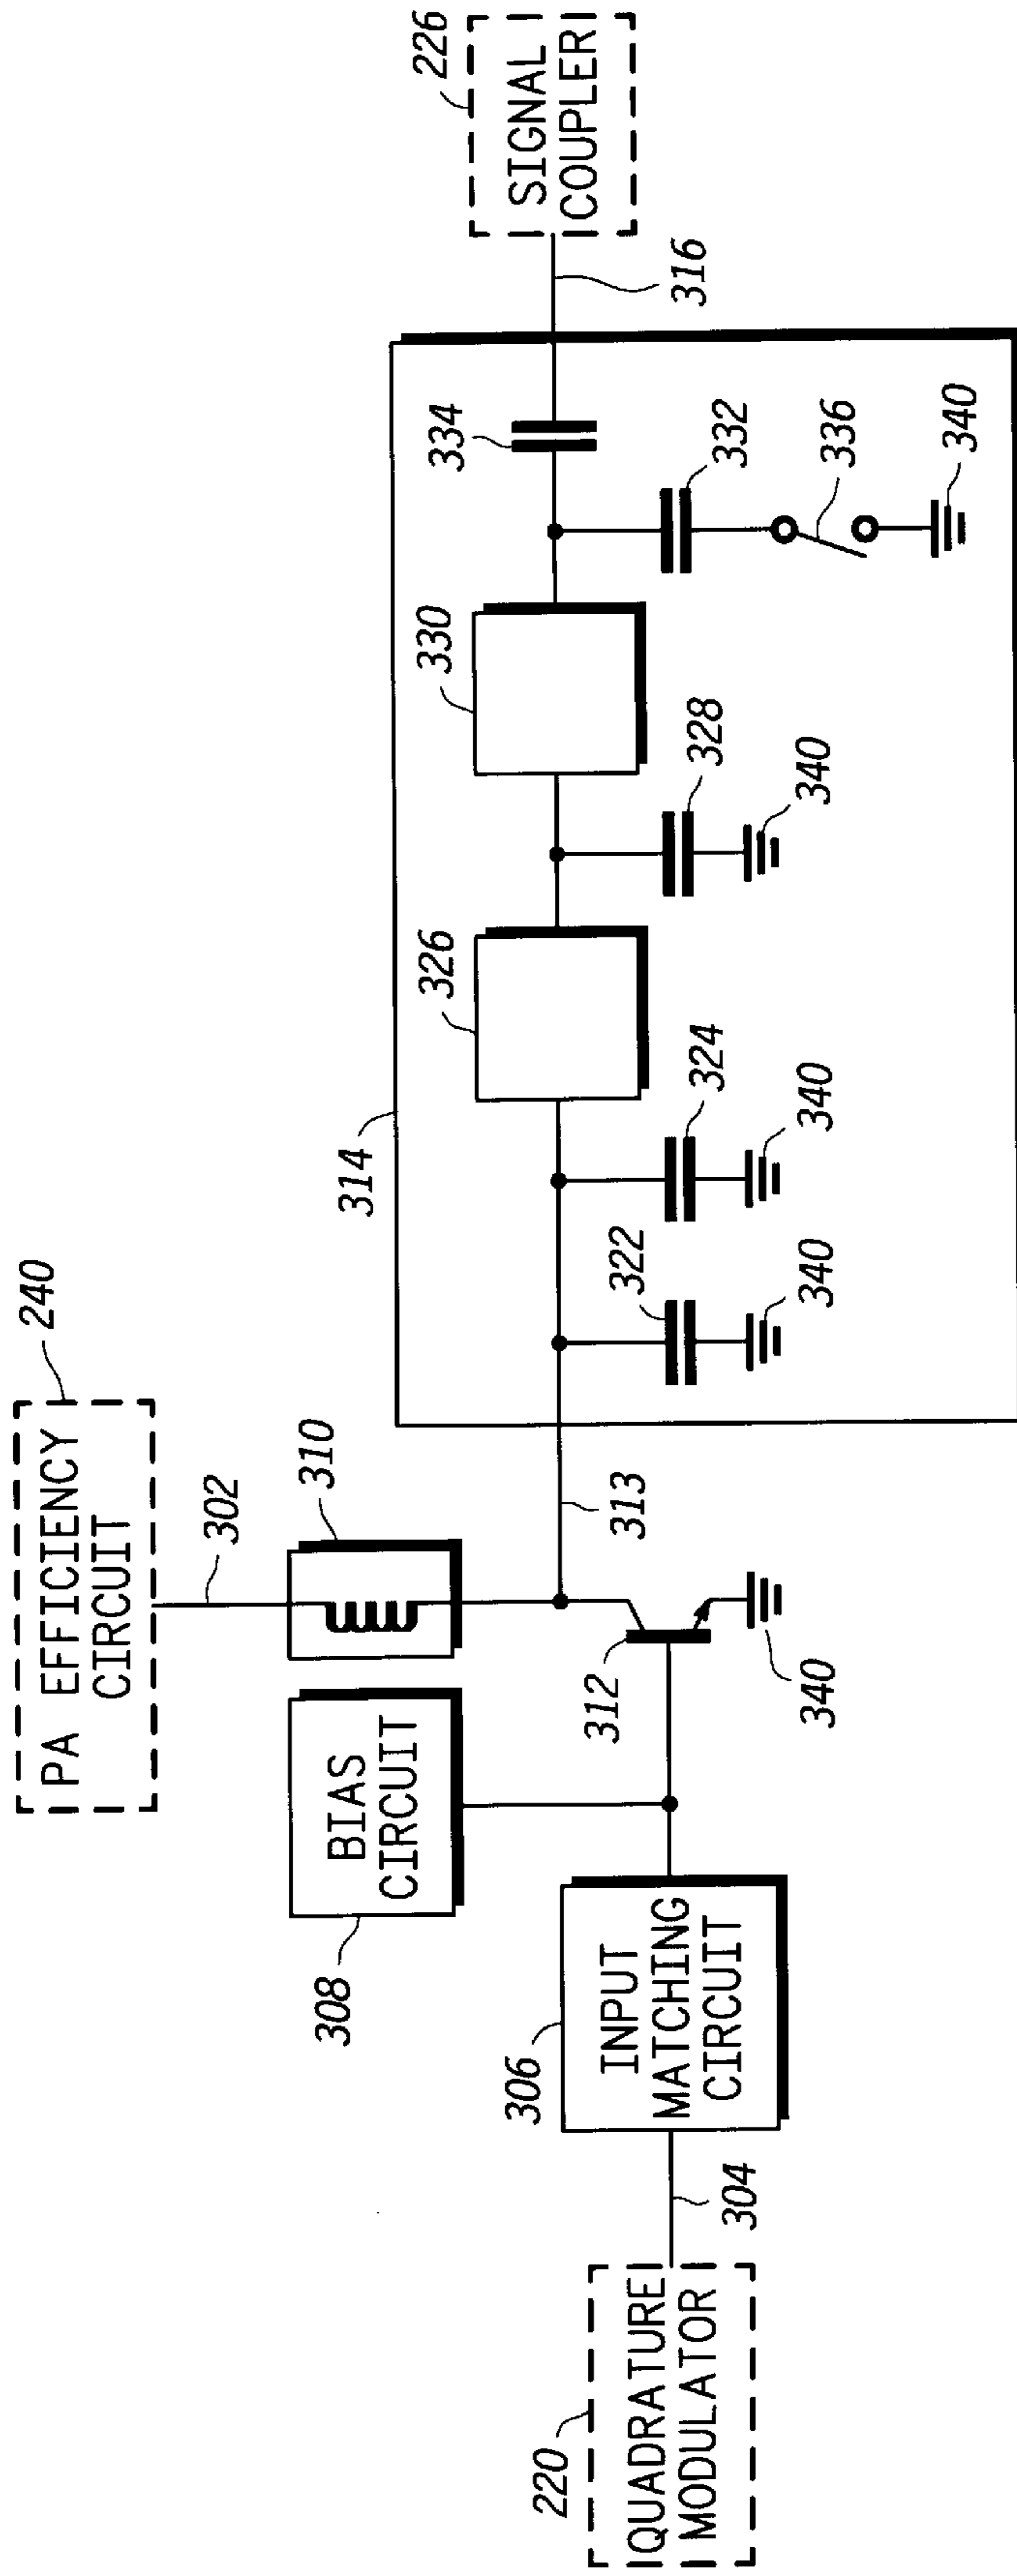 PA EFFICIENCY
CIRCUIT
240
302
310
BIAS
CIRCUIT
308
312
340
313
314
322
340
324
340
326
328
340
330
332
334
336
340
316
226
SIGNAL
COUPLER
306
INPUT
MATCHING
CIRCUIT
304
220
QUADRATURE
MODULATOR